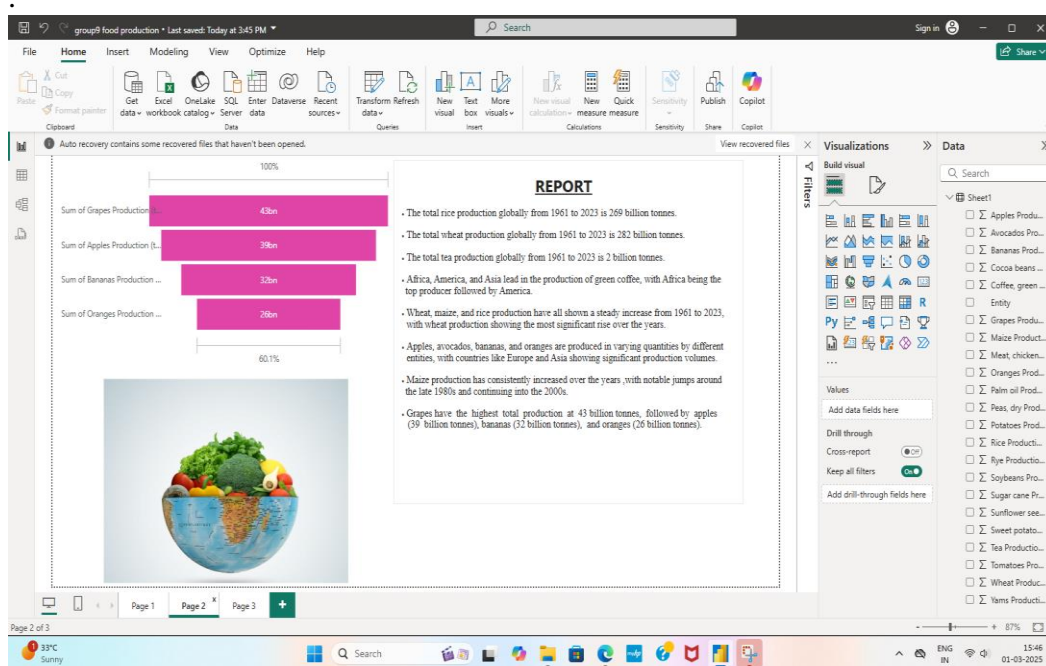 group9 food production • Last saved: Today at 3:45 PM
Search
Sign in
File Home Insert Modeling View Optimize Help
Share
Paste
Cut
Copy
Format painter
Get data
Excel workbook
OneLake catalog
SQL Server
Enter data
Dataverse
Recent sources
Transform data
Refresh
New visual
Text box
More visuals
New visual calculation
New measure
Quick measure
Sensitivity
Publish
Copilot
Clipboard Data Queries Insert Calculations Sensitivity Share Copilot
Auto recovery contains some recovered files that haven't been opened.
View recovered files
100%
Sum of Grapes Production (t...
43bn
Sum of Apples Production (t...
39bn
Sum of Bananas Production ...
32bn
Sum of Oranges Production ...
26bn
60.1%
REPORT
• The total rice production globally from 1961 to 2023 is 269 billion tonnes.
• The total wheat production globally from 1961 to 2023 is 282 billion tonnes.
• The total tea production globally from 1961 to 2023 is 2 billion tonnes.
• Africa, America, and Asia lead in the production of green coffee, with Africa being the
top producer followed by America.
• Wheat, maize, and rice production have all shown a steady increase from 1961 to 2023,
with wheat production showing the most significant rise over the years.
• Apples, avocados, bananas, and oranges are produced in varying quantities by different
entities, with countries like Europe and Asia showing significant production volumes.
• Maize production has consistently increased over the years ,with notable jumps around
the late 1980s and continuing into the 2000s.
• Grapes have the highest total production at 43 billion tonnes, followed by apples
(39 billion tonnes), bananas (32 billion tonnes), and oranges (26 billion tonnes).
Filters
Visualizations
Build visual
R
Py
...
Values
Add data fields here
Drill through
Cross-report
Off
Keep all filters
On
Add drill-through fields here
Data
Search
Sheet1
Apples Produ...
Avocados Pro...
Bananas Prod...
Cocoa beans ...
Coffee, green ...
Entity
Grapes Produ...
Maize Product...
Meat, chicken...
Oranges Prod...
Palm oil Prod...
Peas, dry Prod...
Potatoes Prod...
Rice Producti...
Rye Productio...
Soybeans Pro...
Sugar cane Pr...
Sunflower see...
Sweet potato...
Tea Productio...
Tomatoes Pro...
Wheat Produc...
Yams Producti...
Page 1 Page 2 Page 3
Page 2 of 3
87%
1
33°C
Sunny
Search
ENG
IN
15:46
01-03-2025